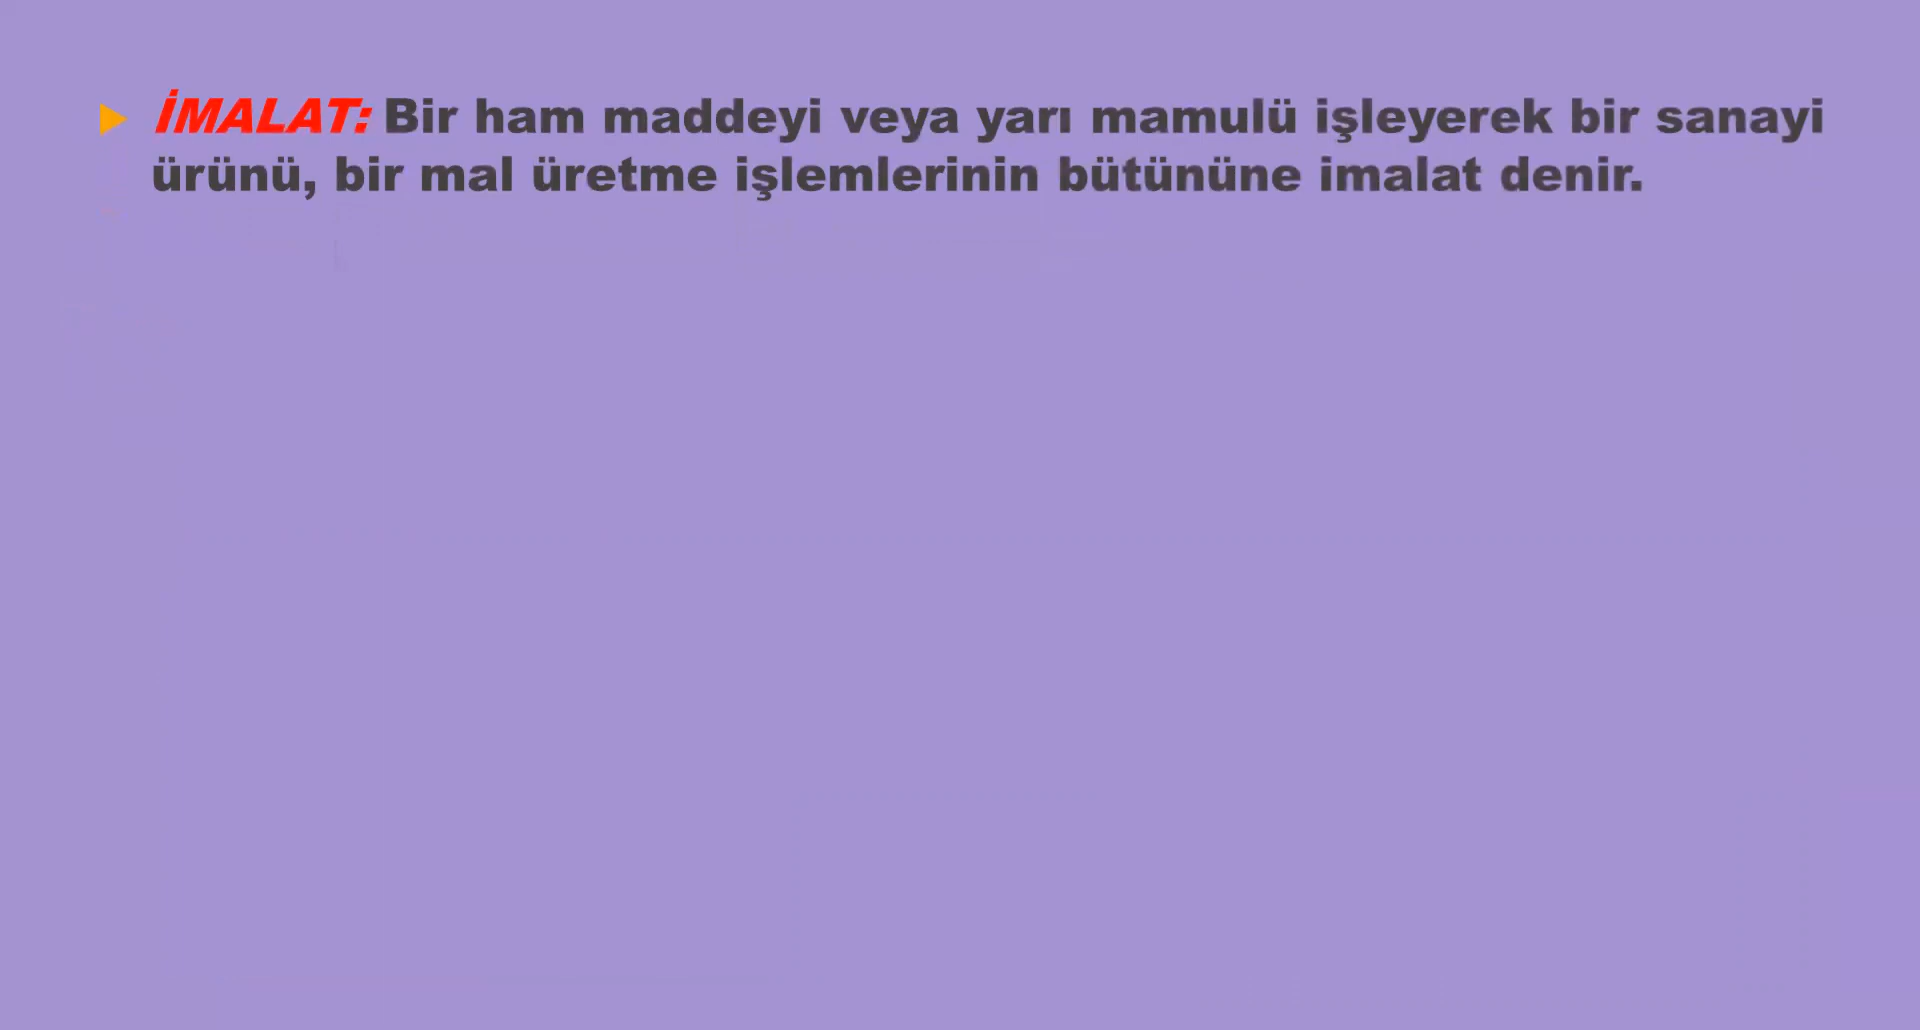 İMALAT: Bir ham maddeyi veya yarı mamulü işleyerek bir sanayi
ürünü, bir mal üretme işlemlerinin bütününe imalat denir.